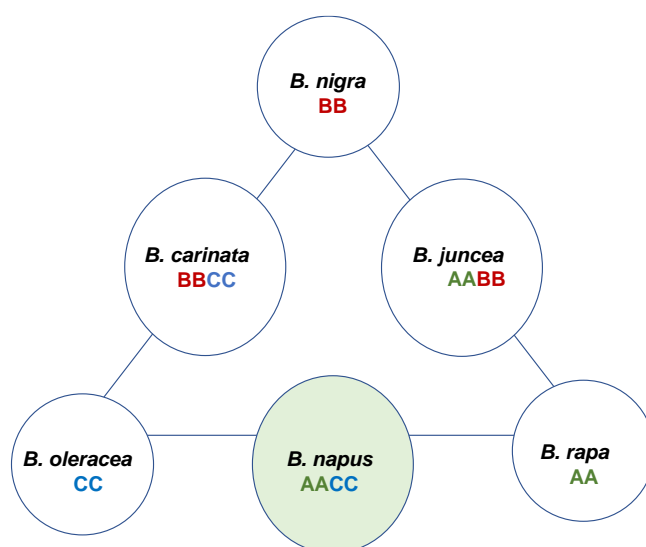 B. nigra
BB
B. carinata
BBCC
B. juncea
AABB
B. oleracea
CC
B. napus
AACC
B. rapa
AA